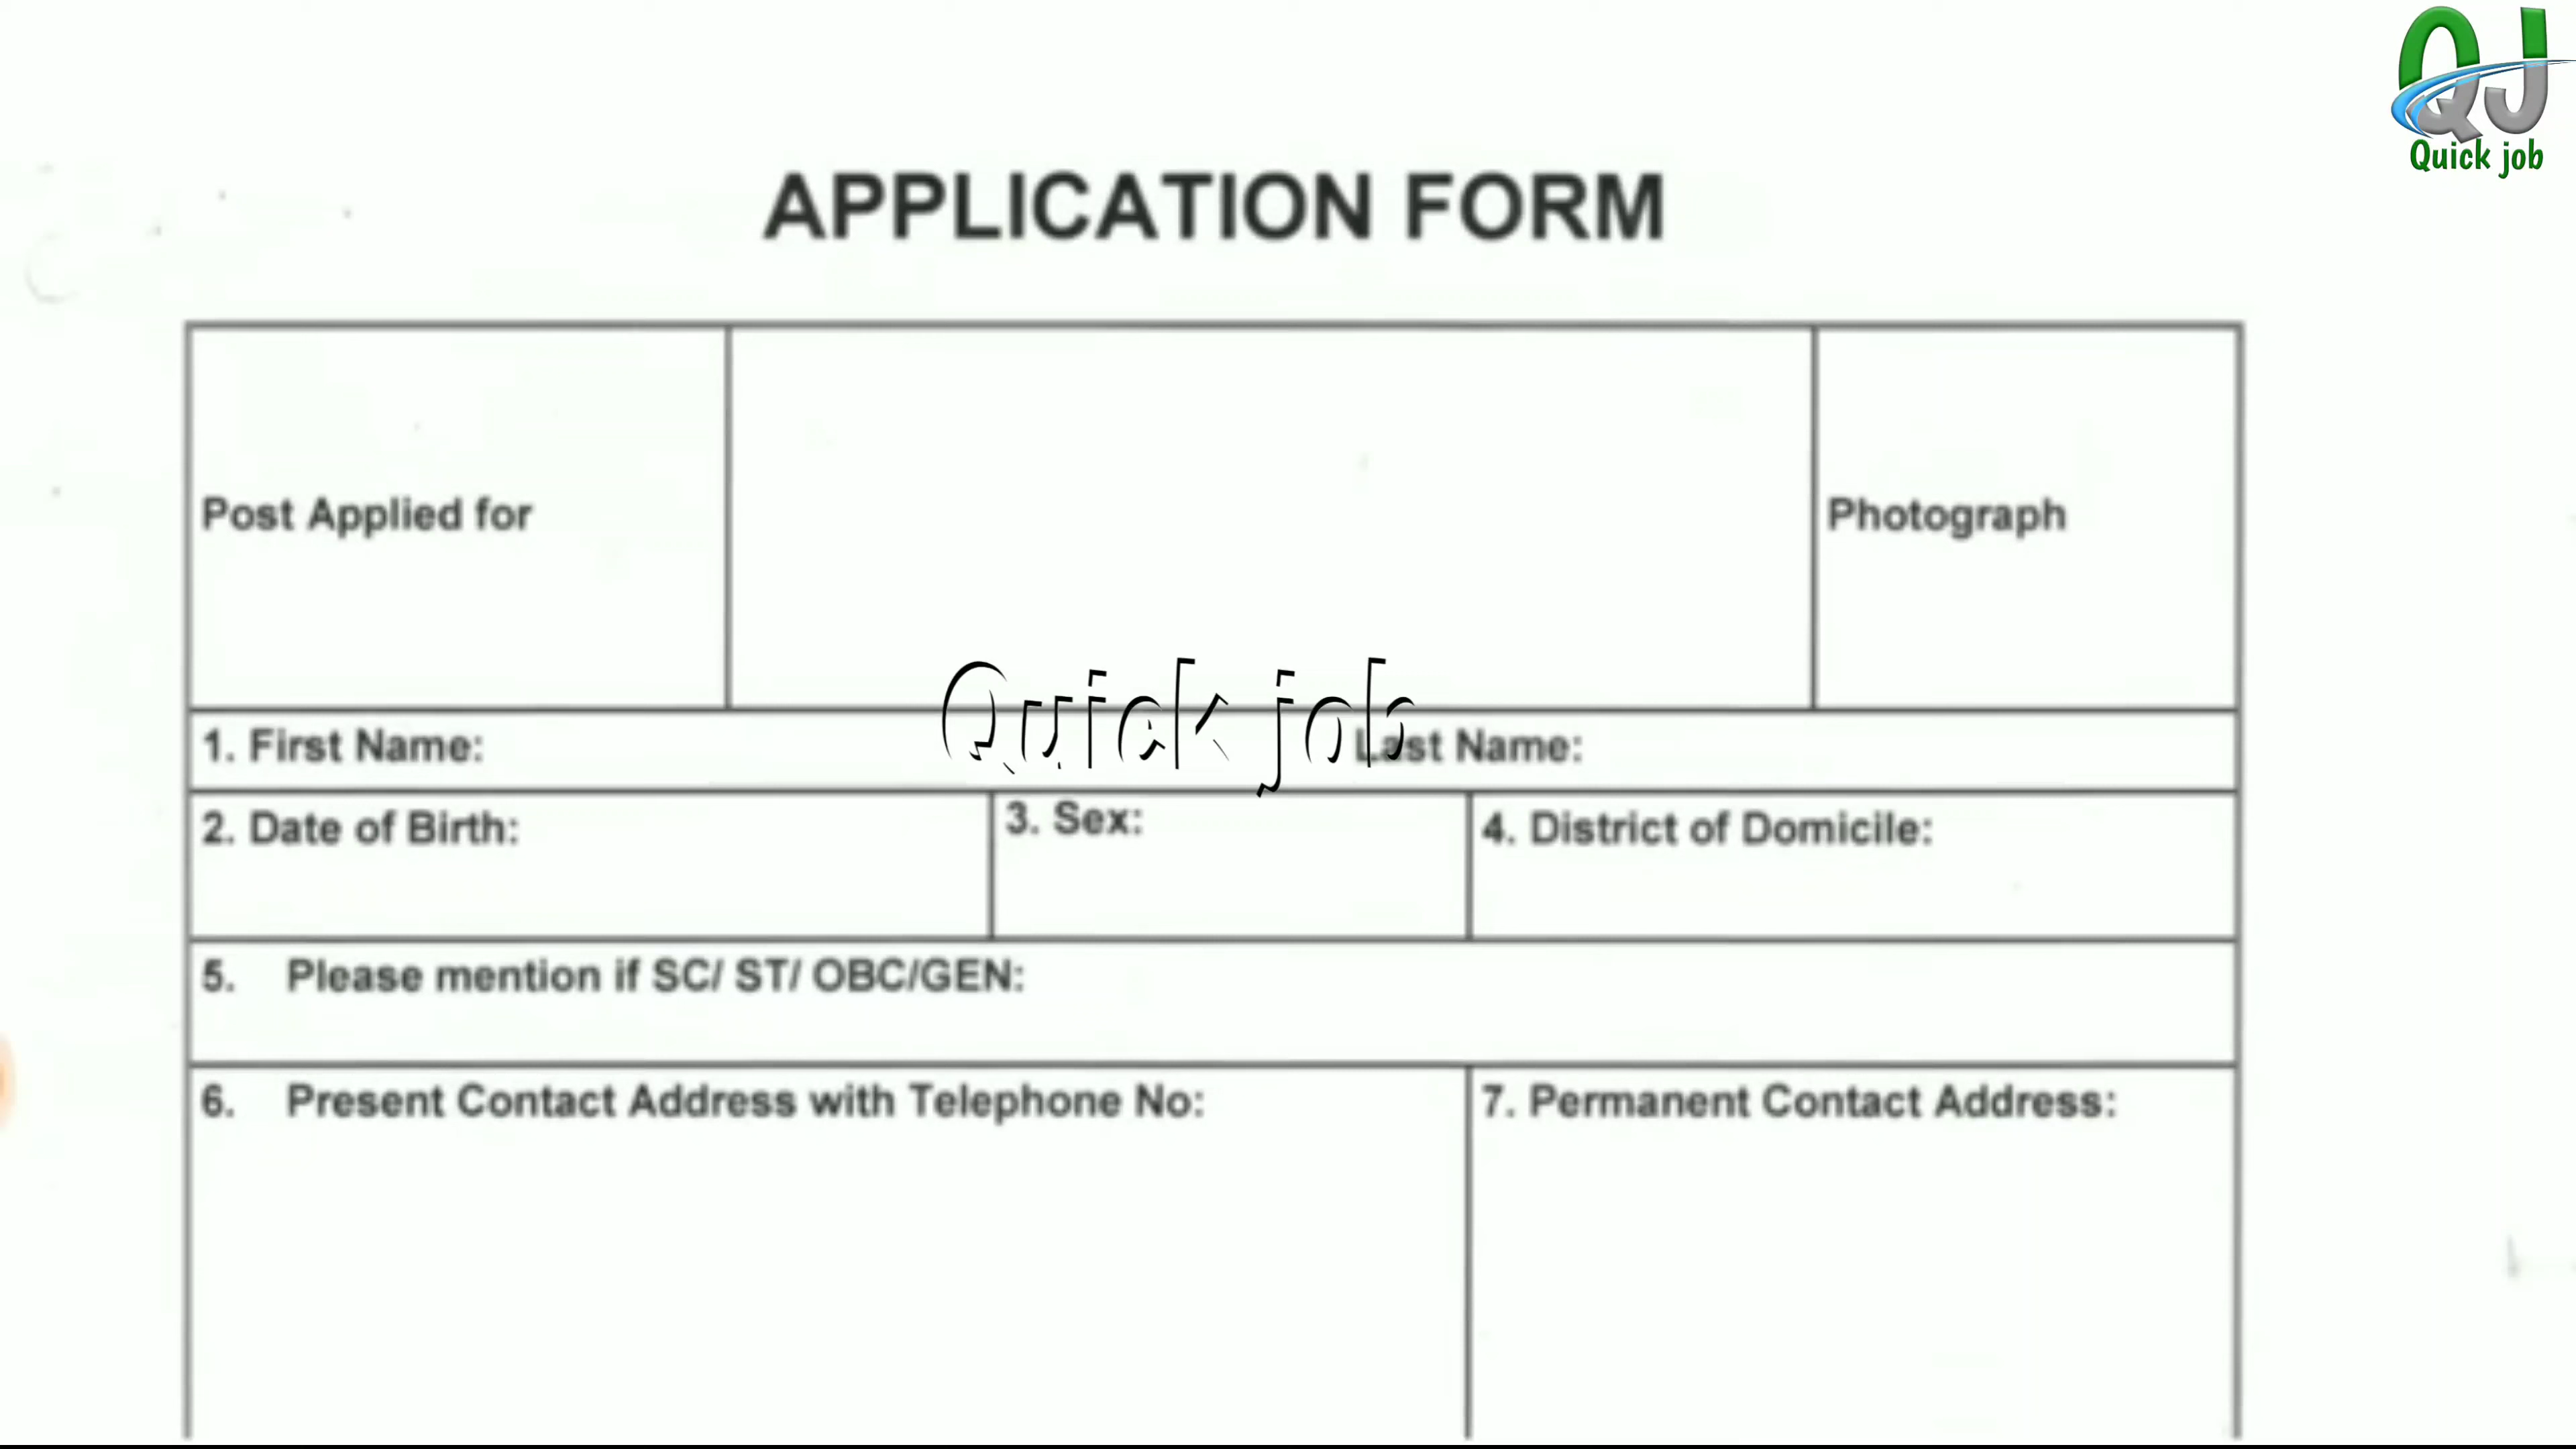 QJ
Quick job
APPLICATION FORM
Post Applied for
Photograph
Quick job
1. First Name: Last Name:
2. Date of Birth: 3. Sex: 4. District of Domicile:
5. Please mention if SC/ ST/ OBC/GEN:
6. Present Contact Address with Telephone No: 7. Permanent Contact Address: